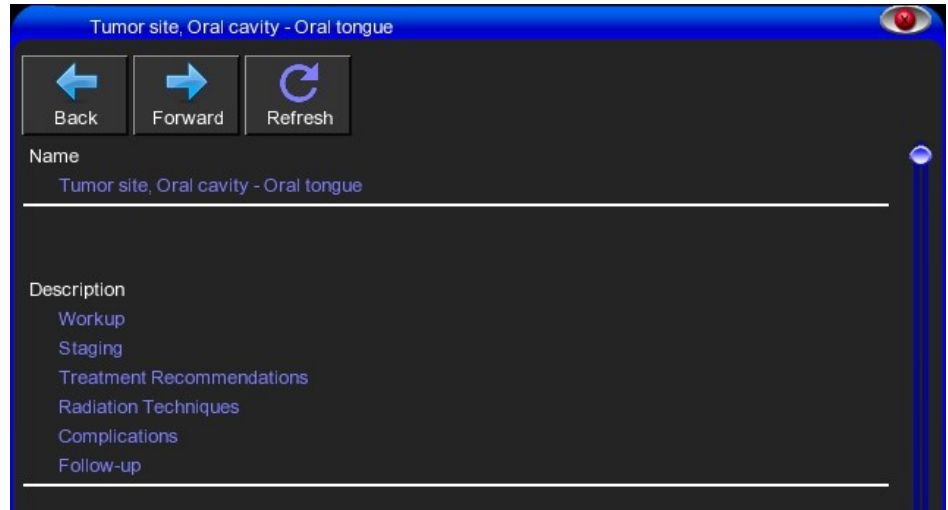 Tumor site, Oral cavity - Oral tongue
Back Forward Refresh
Name
Tumor site, Oral cavity - Oral tongue
Description
Workup
Staging
Treatment Recommendations
Radiation Techniques
Complications
Follow-up